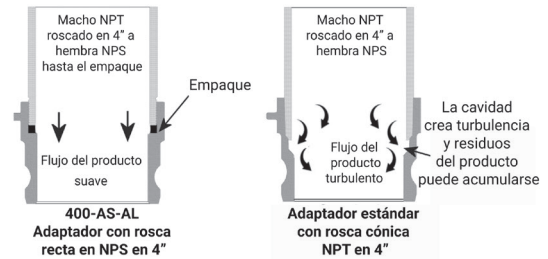 Macho NPT
roscado en 4” a
hembra NPS
hasta el empaque
Empaque
Flujo del producto
suave
400-AS-AL
Adaptador con rosca
recta en NPS en 4”
Macho NPT
roscado en 4” a
hembra NPS
Flujo del
producto
turbulento
La cavidad
crea turbulencia
y residuos
del producto
puede acumularse
Adaptador estándar
con rosca cónica
NPT en 4”